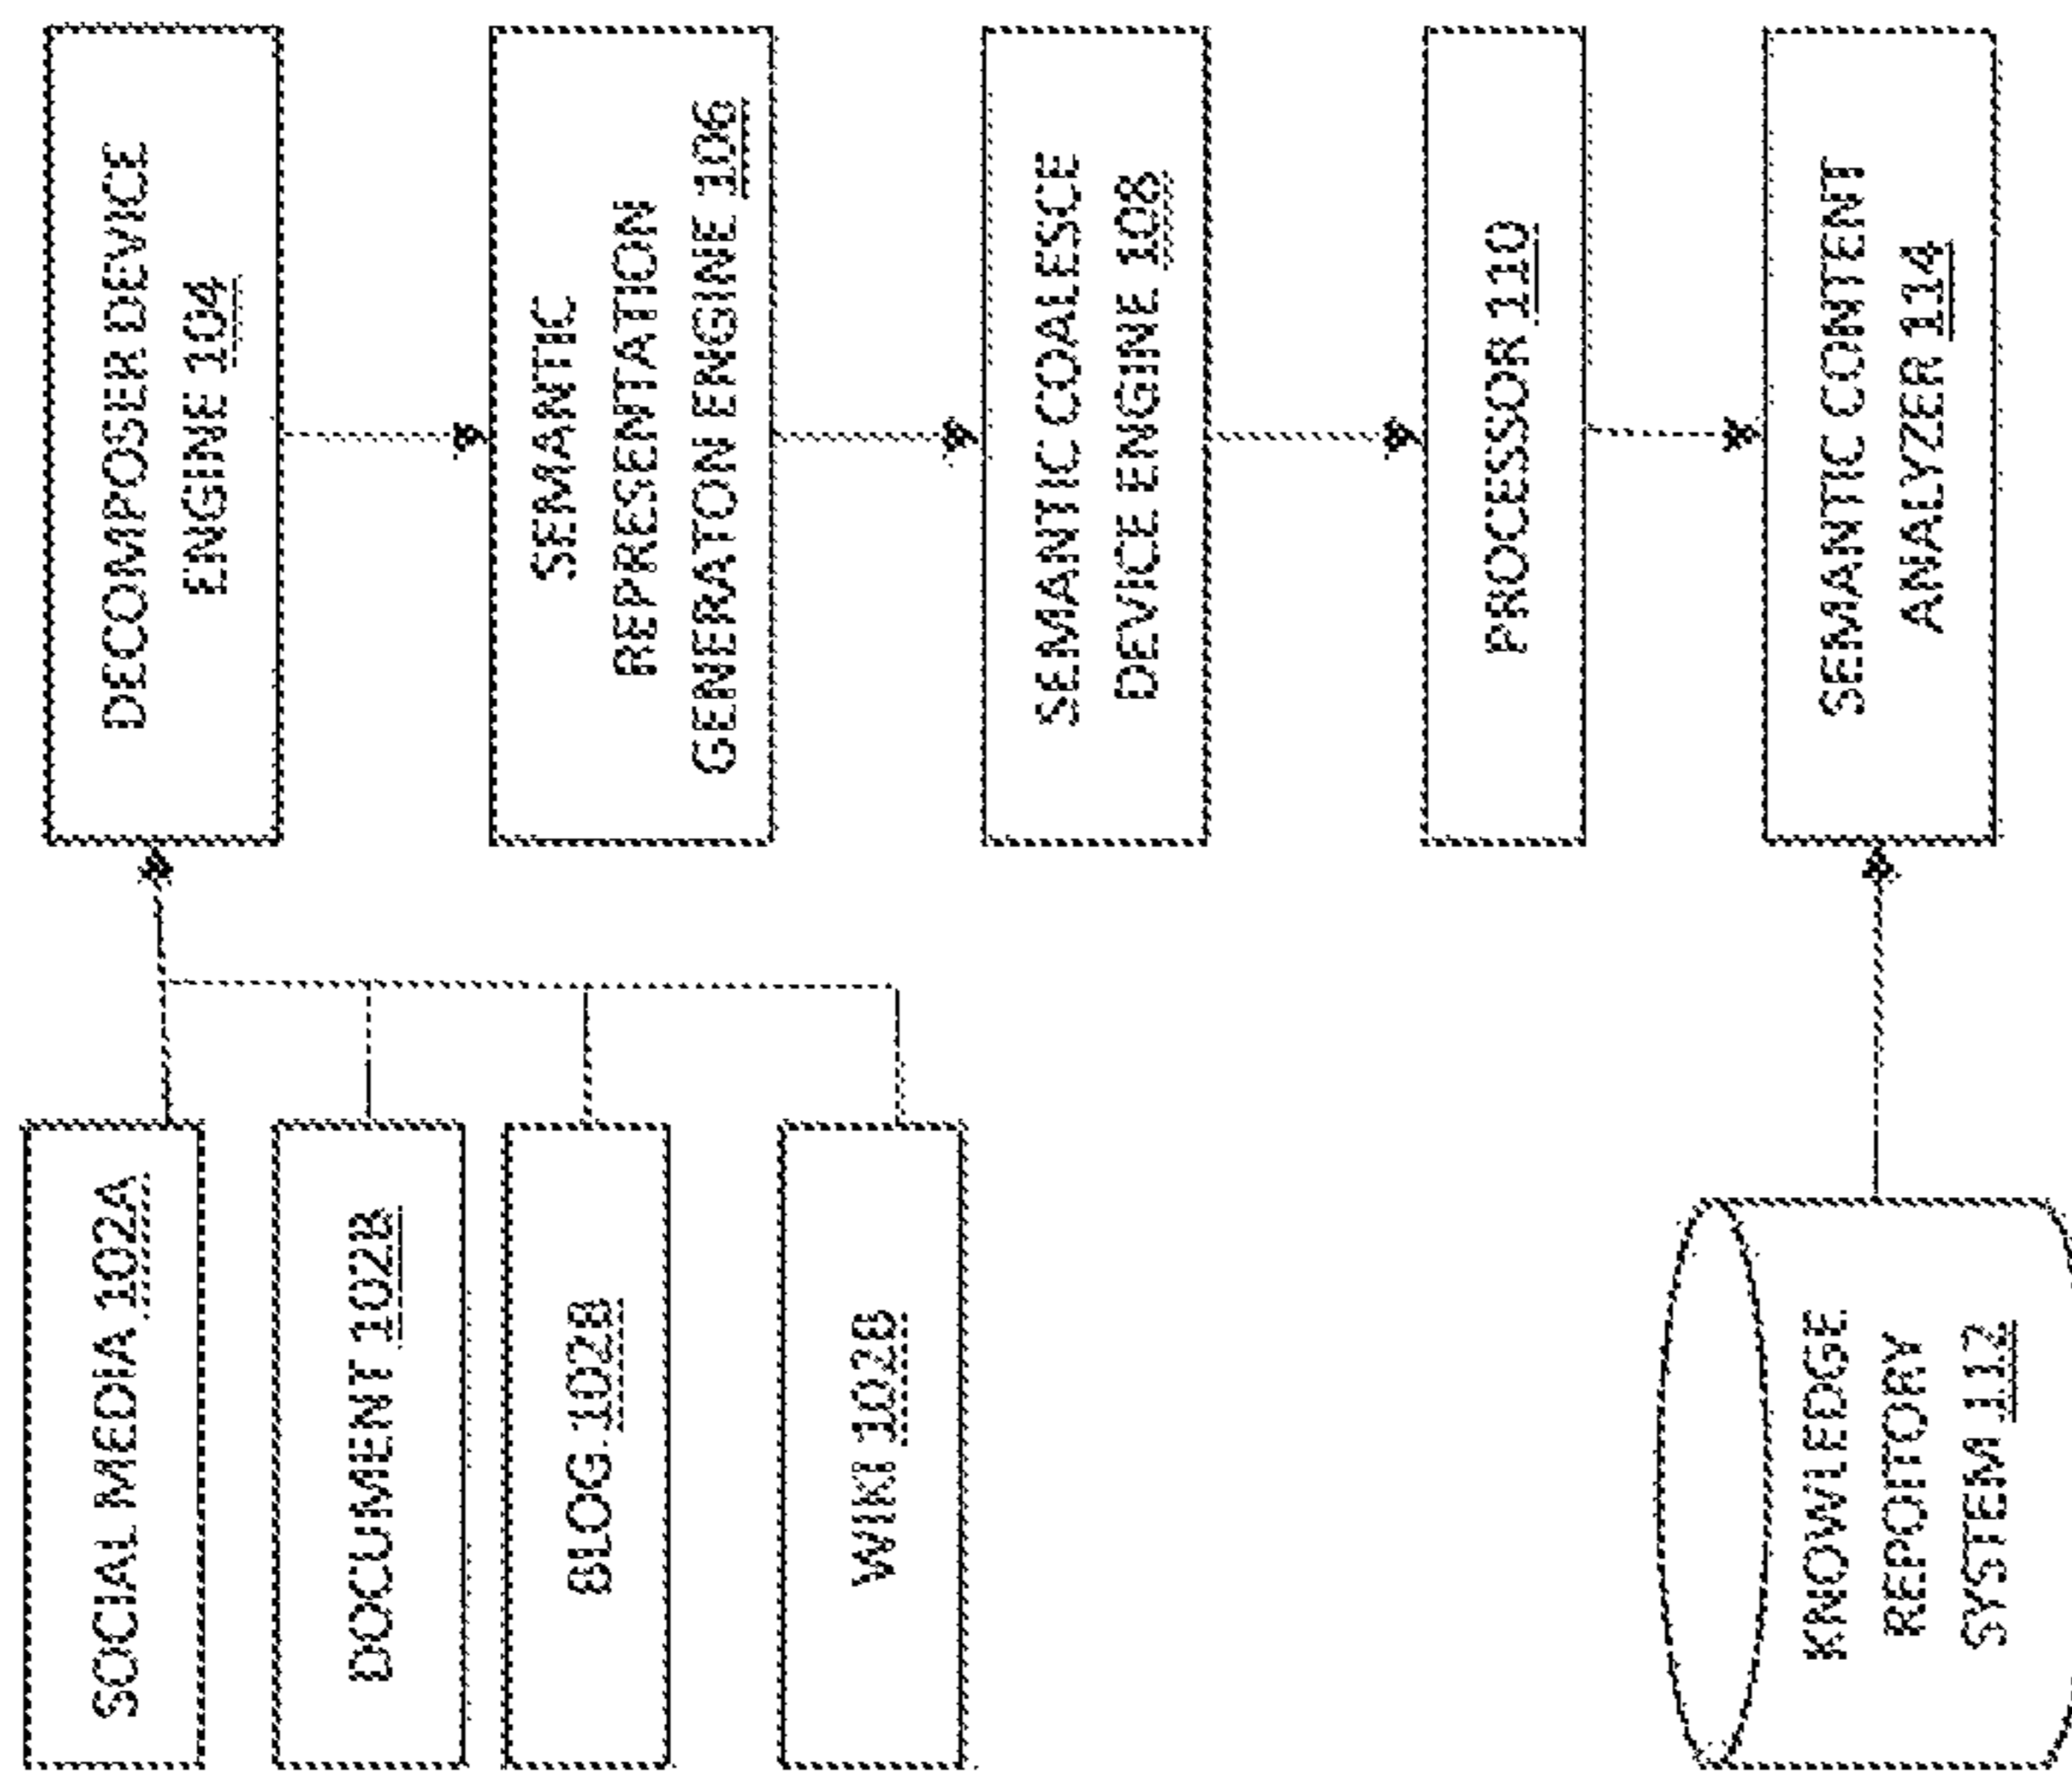 SOCIAL MEDIA 102A
DOCUMENT 102B
BLOG 102B
WIKI 102B
DECOMPOSER DEVICE
ENGINE 104
SEMANTIC
REPRESENTATION
GENERATON ENGINE 106
SEMANTIC COALESCE
DEVICE ENGINE 108
PROCESSOR 110
KNOWLEDGE
REPOITORY
SYSTEM 112
SEMANTIC CONTENT
ANALYZER 114